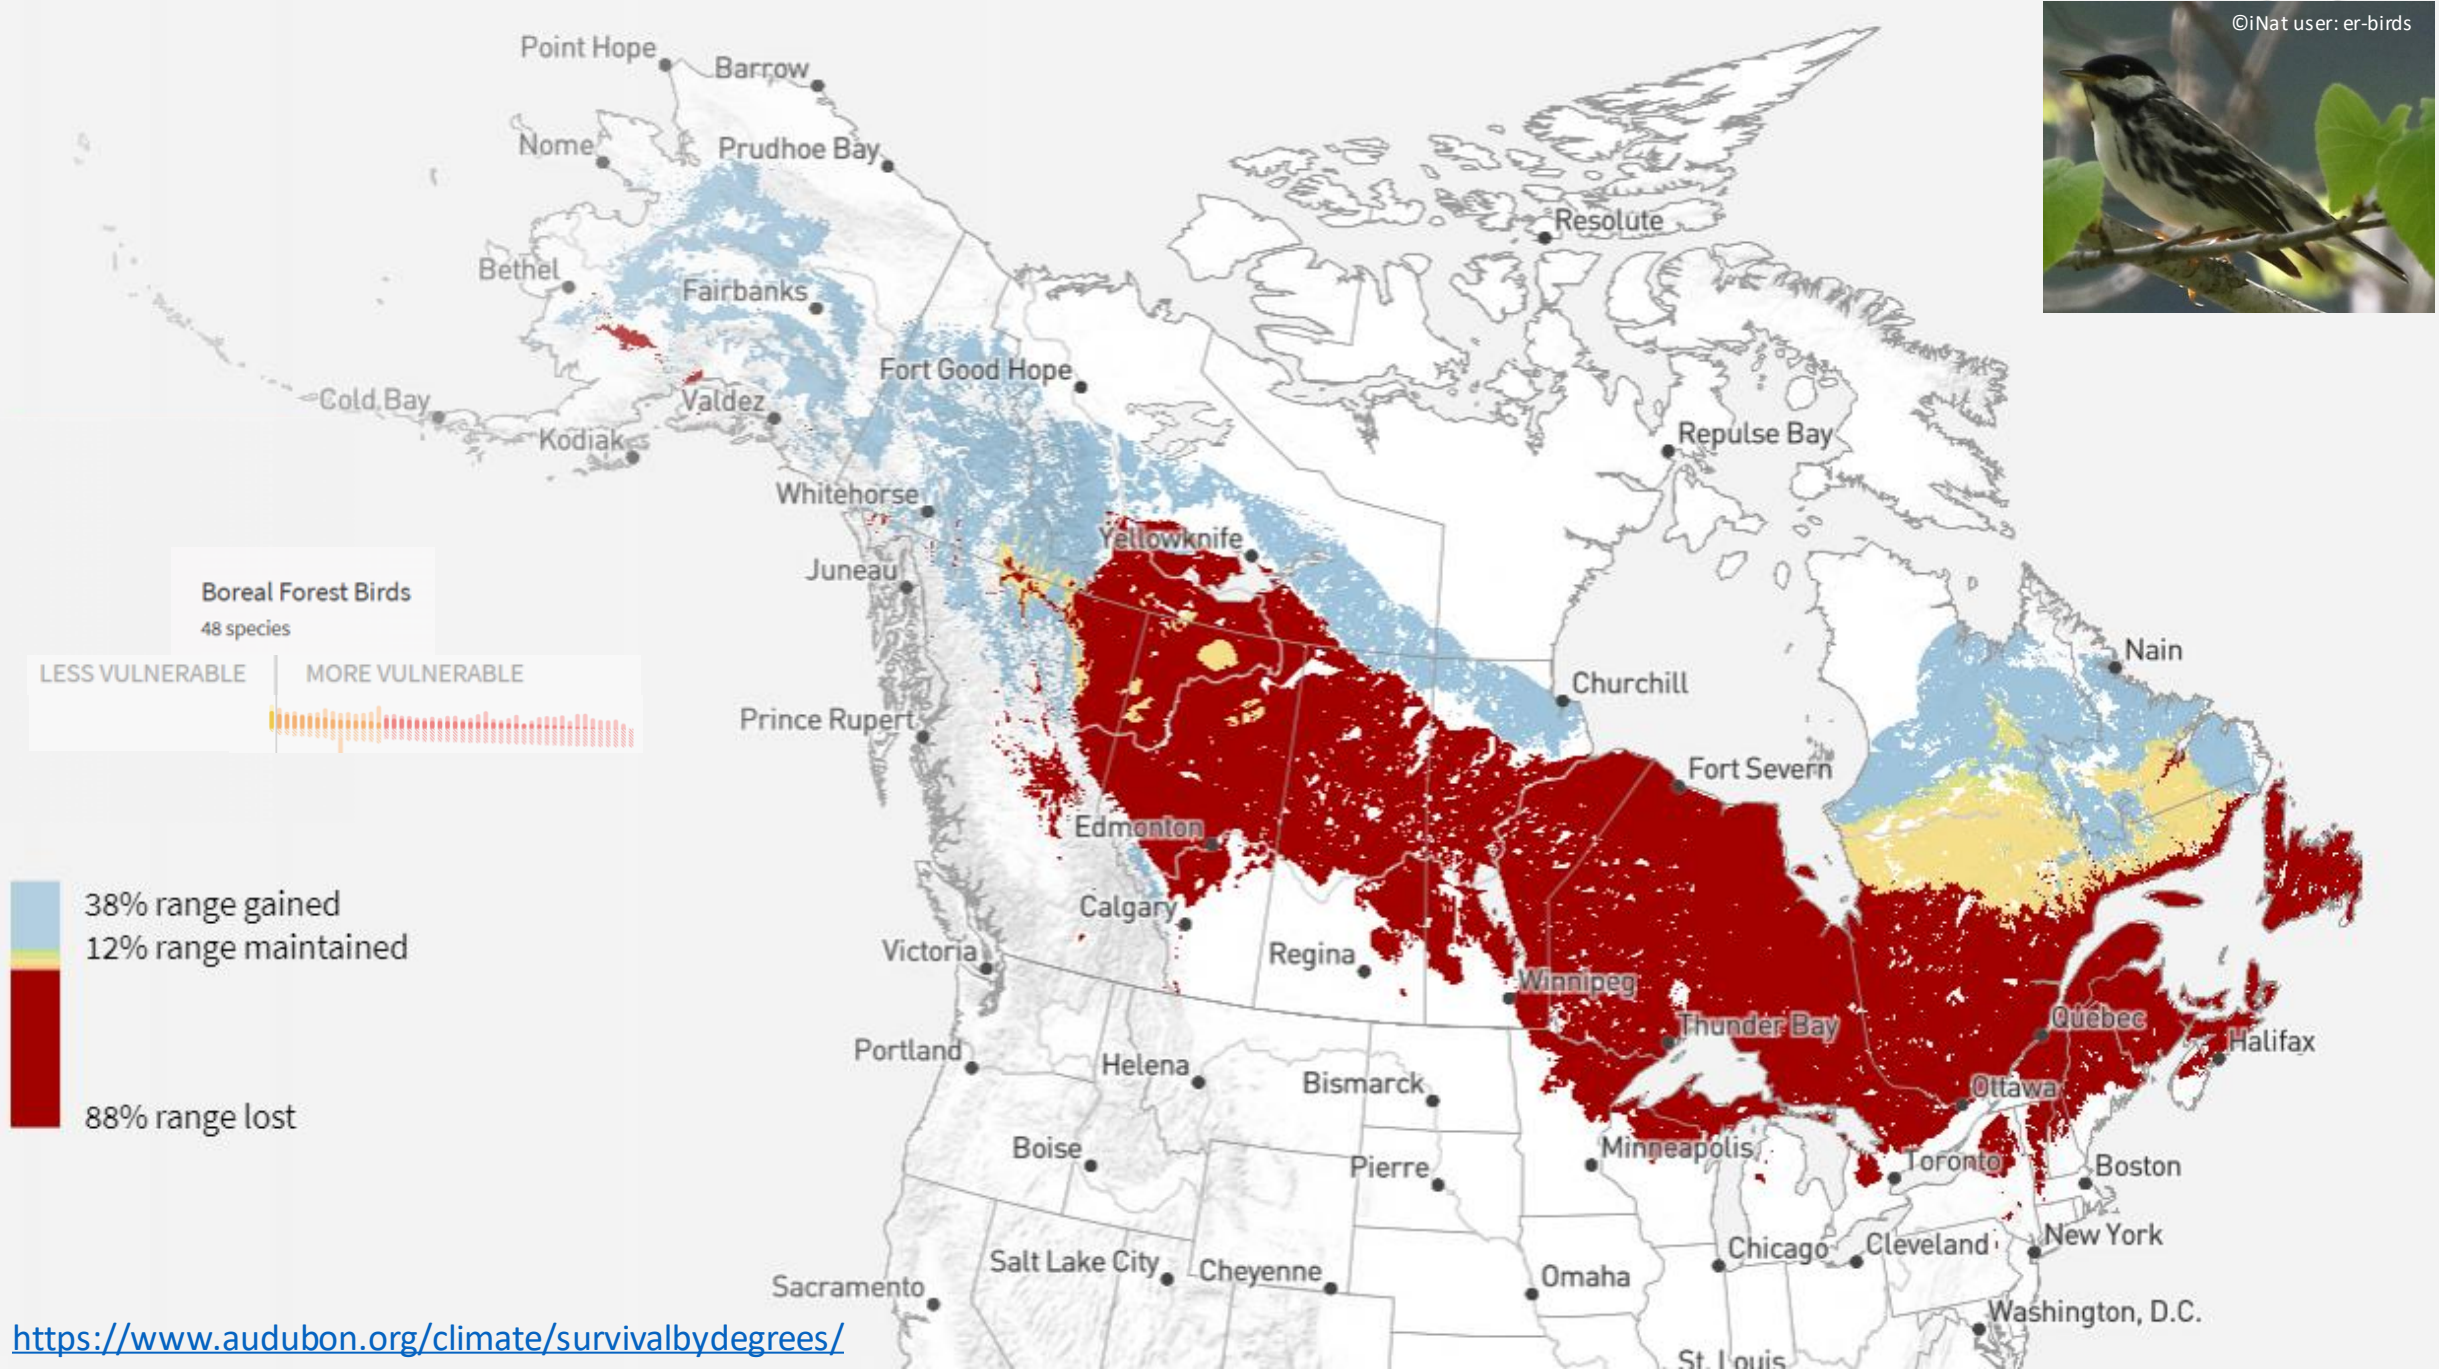 ©iNat user: er-birds
Point Hope
Barrow
Nome
Prudhoe Bay
Resolute
Bethel
Fairbanks
Fort Good Hope
Cold Bay
Valdez
Kodiak
Repulse Bay
Whitehorse
Yellowknife
Juneau
Boreal Forest Birds
48 species
Nain
LESS VULNERABLE
MORE VULNERABLE
Churchill
Prince Rupert
Fort Severn
Edmonton
38% range gained
Calgary
12% range maintained
Victoria
Regina
Winnipeg
Québec
Thunder Bay
Halifax
Portland
Helena
Bismarck
Ottawa
88% range lost
Boise
Minneapolis
Pierre
Toronto
Boston
New York
Salt Lake City
Cheyenne
Chicago
Cleveland
Sacramento
Omaha
Washington, D.C.
https://www.audubon.org/climate/survivalbydegrees/
St. Louis